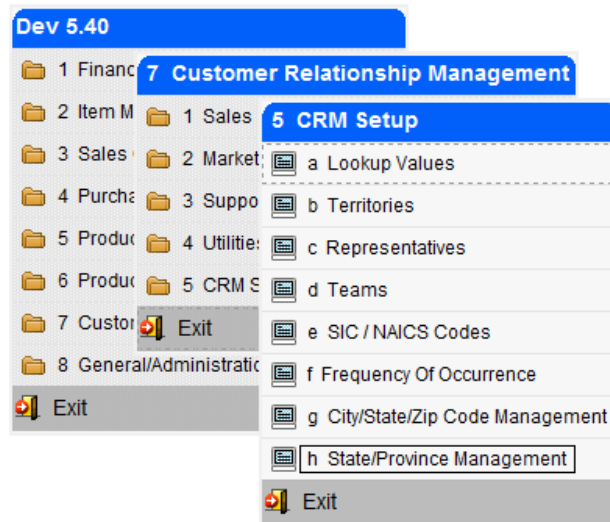 Dev 5.40
1 Financ
2 Item M
3 Sales
4 Purcha
5 Produc
6 Produc
7 Custor
8 General/Administratic
Exit
7 Customer Relationship Management
1 Sales
2 Market
3 Suppo
4 Utilities
5 CRM S
Exit
5 CRM Setup
a Lookup Values
b Territories
c Representatives
d Teams
e SIC / NAICS Codes
f Frequency Of Occurrence
g City/State/Zip Code Management
h State/Province Management
Exit